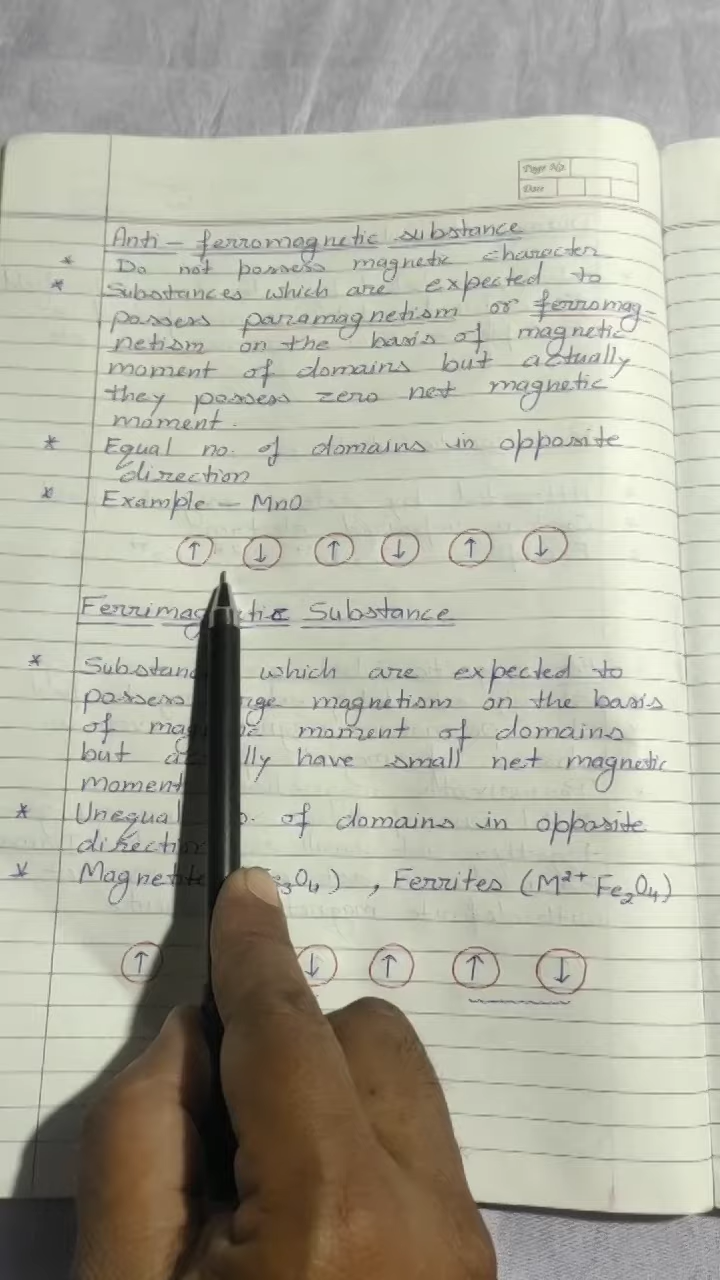 Page No.
Date
Anti - ferromagnetic substance
* Do not possess magnetic character
* Substances which are expected to
possess paramagnetism or ferromag-
netism on the basis of magnetic
moment of domains but actually
they possess zero net magnetic
moment.
* Equal no. of domains in opposite
direction
* Example - MnO
↑ ↓ ↑ ↓ ↑ ↓
Substance
* which are expected to
possess magnetism on the basis
of moment of domains
but have small net magnetic
moment
* Unequal of domains in opposite
* , Ferrites (M²⁺ Fe₂O₄)
↑ ↓ ↑ ↑ ↓